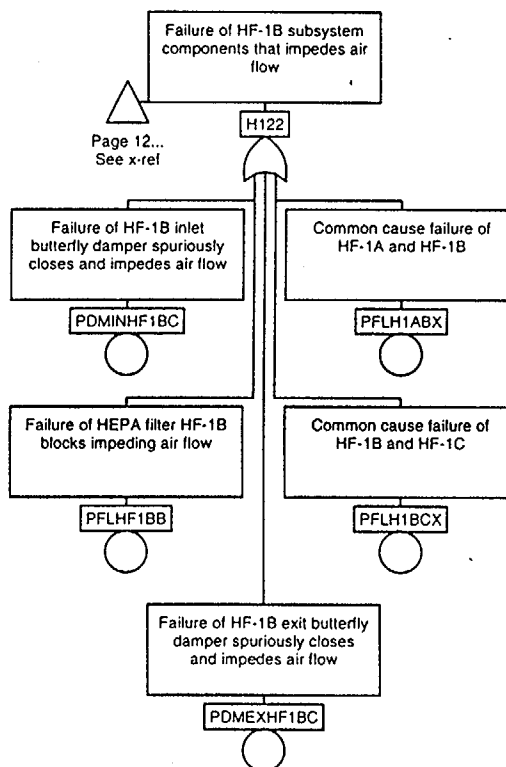 Failure of HF-1B subsystem
components that impedes air
flow
H122
Page 12...
See x-ref
Failure of HF-1B inlet
butterfly damper spuriously
closes and impedes air flow
PDMINHF1BC
Common cause failure of
HF-1A and HF-1B
PFLH1ABX
Failure of HEPA filter HF-1B
blocks impeding air flow
PFLHF1BB
Common cause failure of
HF-1B and HF-1C
PFLH1BCX
Failure of HF-1B exit butterfly
damper spuriously closes
and impedes air flow
PDMEXHF1BC